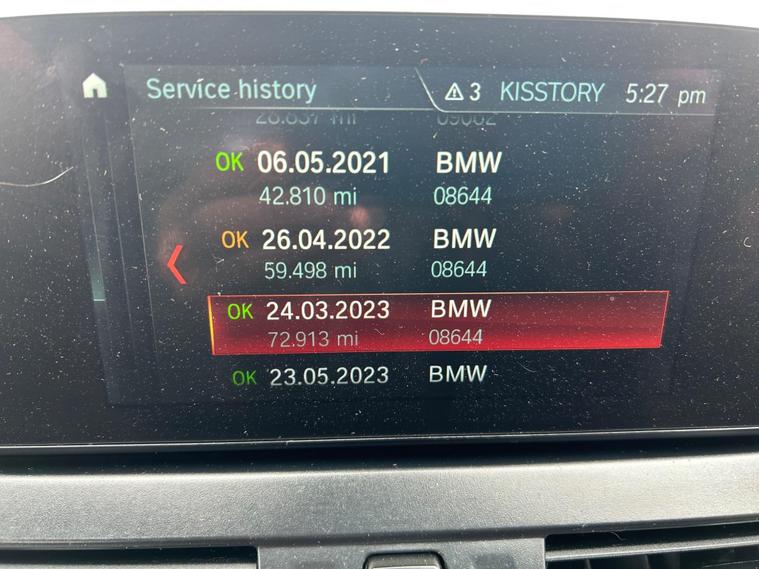 Service history 3 KISSTORY 5:27 pm
OK 06.05.2021 BMW
42.810 mi 08644
OK 26.04.2022 BMW
59.498 mi 08644
OK 24.03.2023 BMW
72.913 mi 08644
OK 23.05.2023 BMW